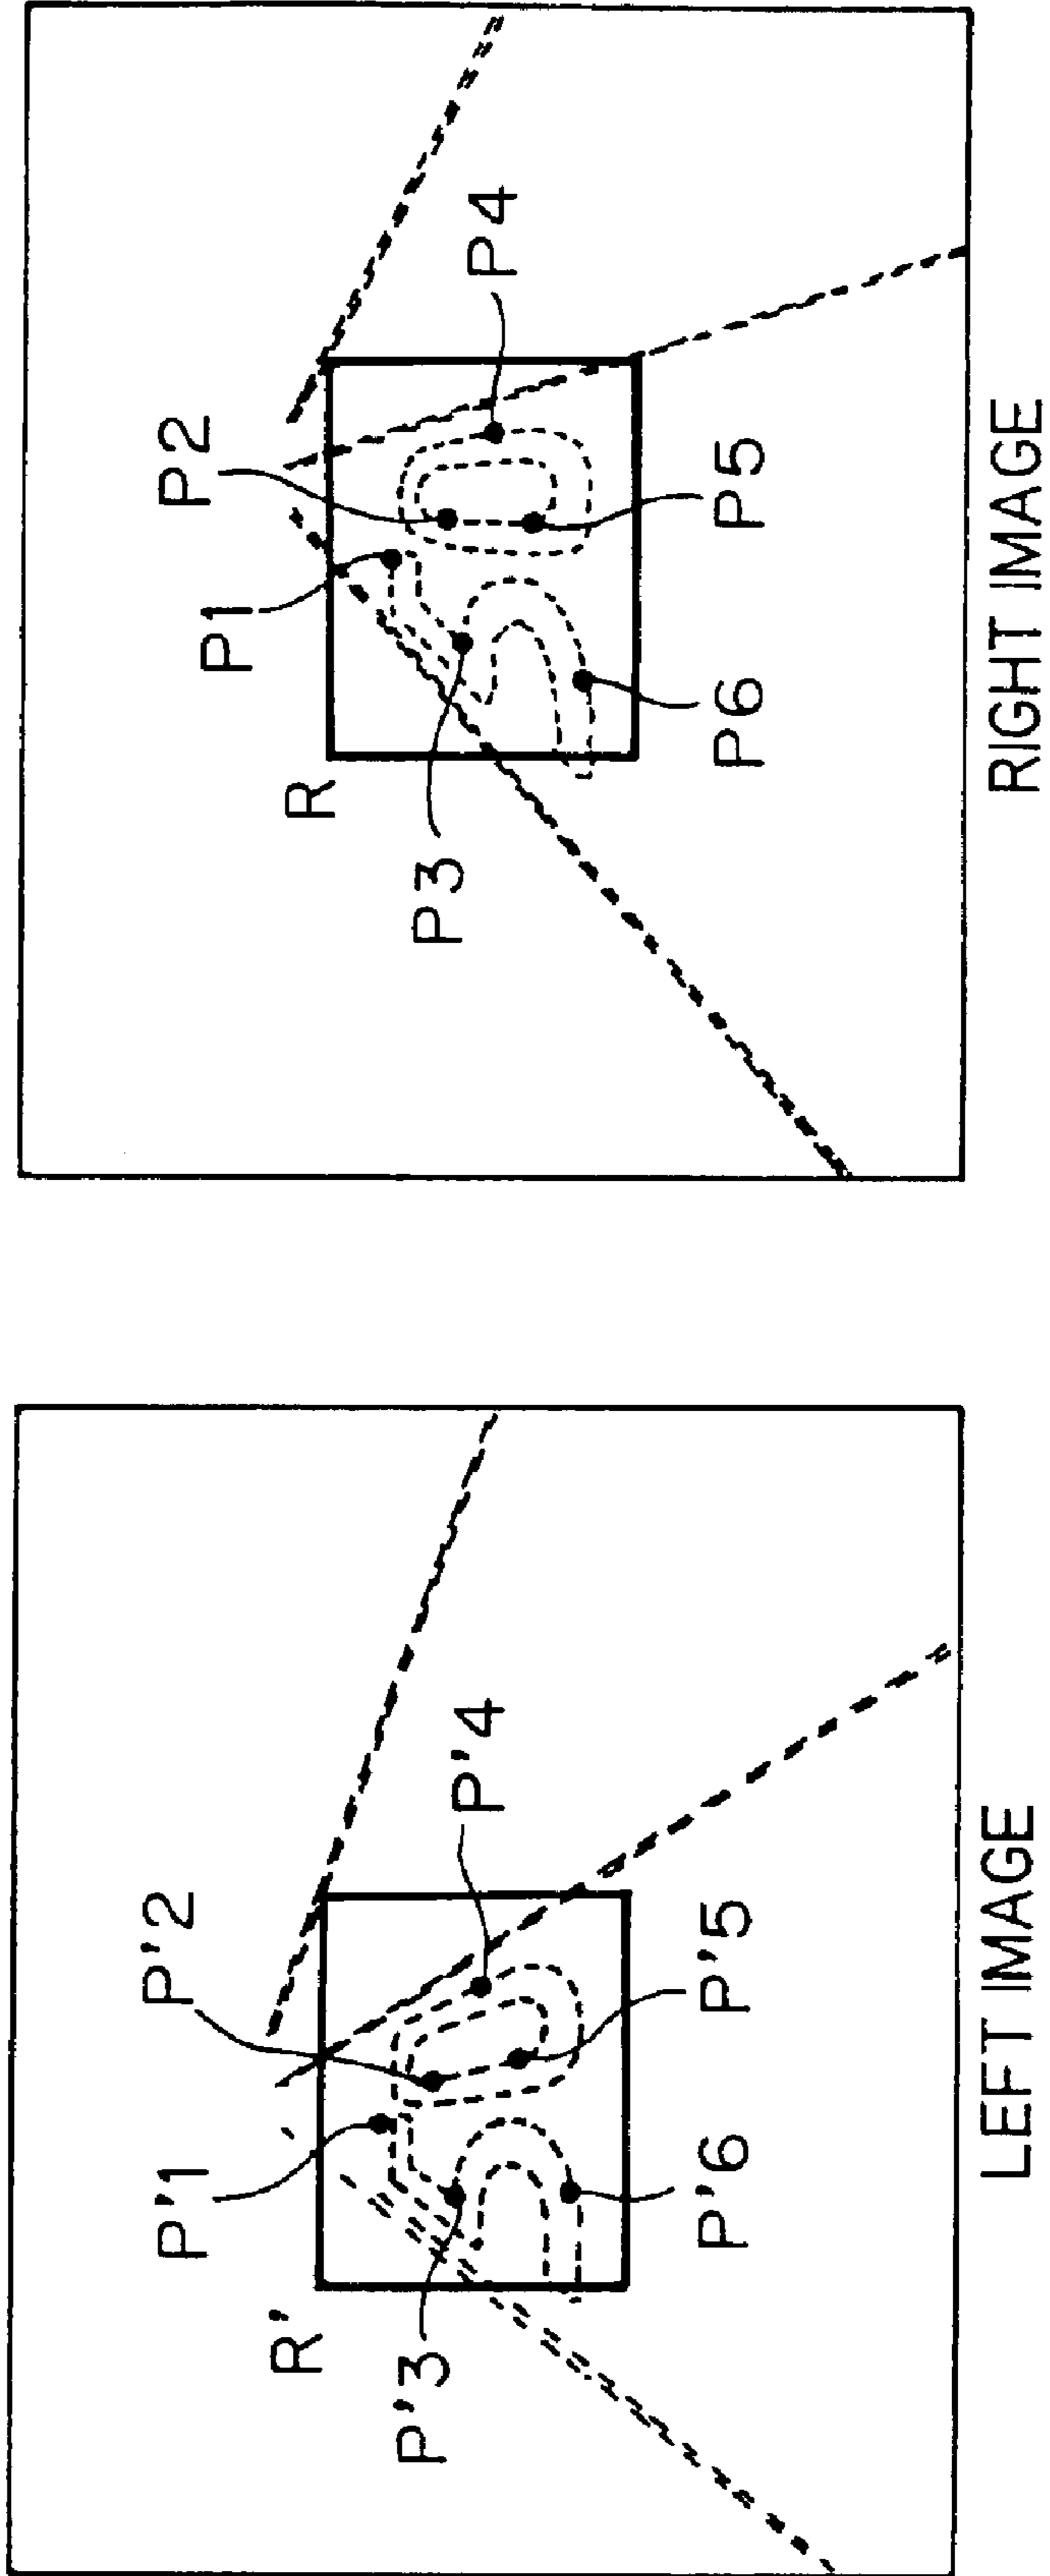 P'1
P'2
P'3
P'4
P'5
P'6
R'
LEFT IMAGE
P1
P2
P3
P4
P5
P6
R
RIGHT IMAGE